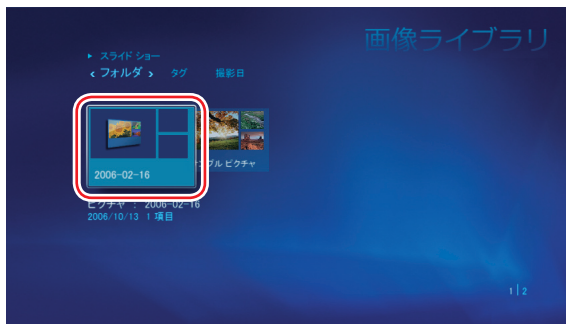 画像ライブラリ
スライド ショー
フォルダ
タグ
撮影日
2006-02-16
ンプル ピクチャ
ピクチャ : 2006-02-16
2006/10/13 1 項目
1|2